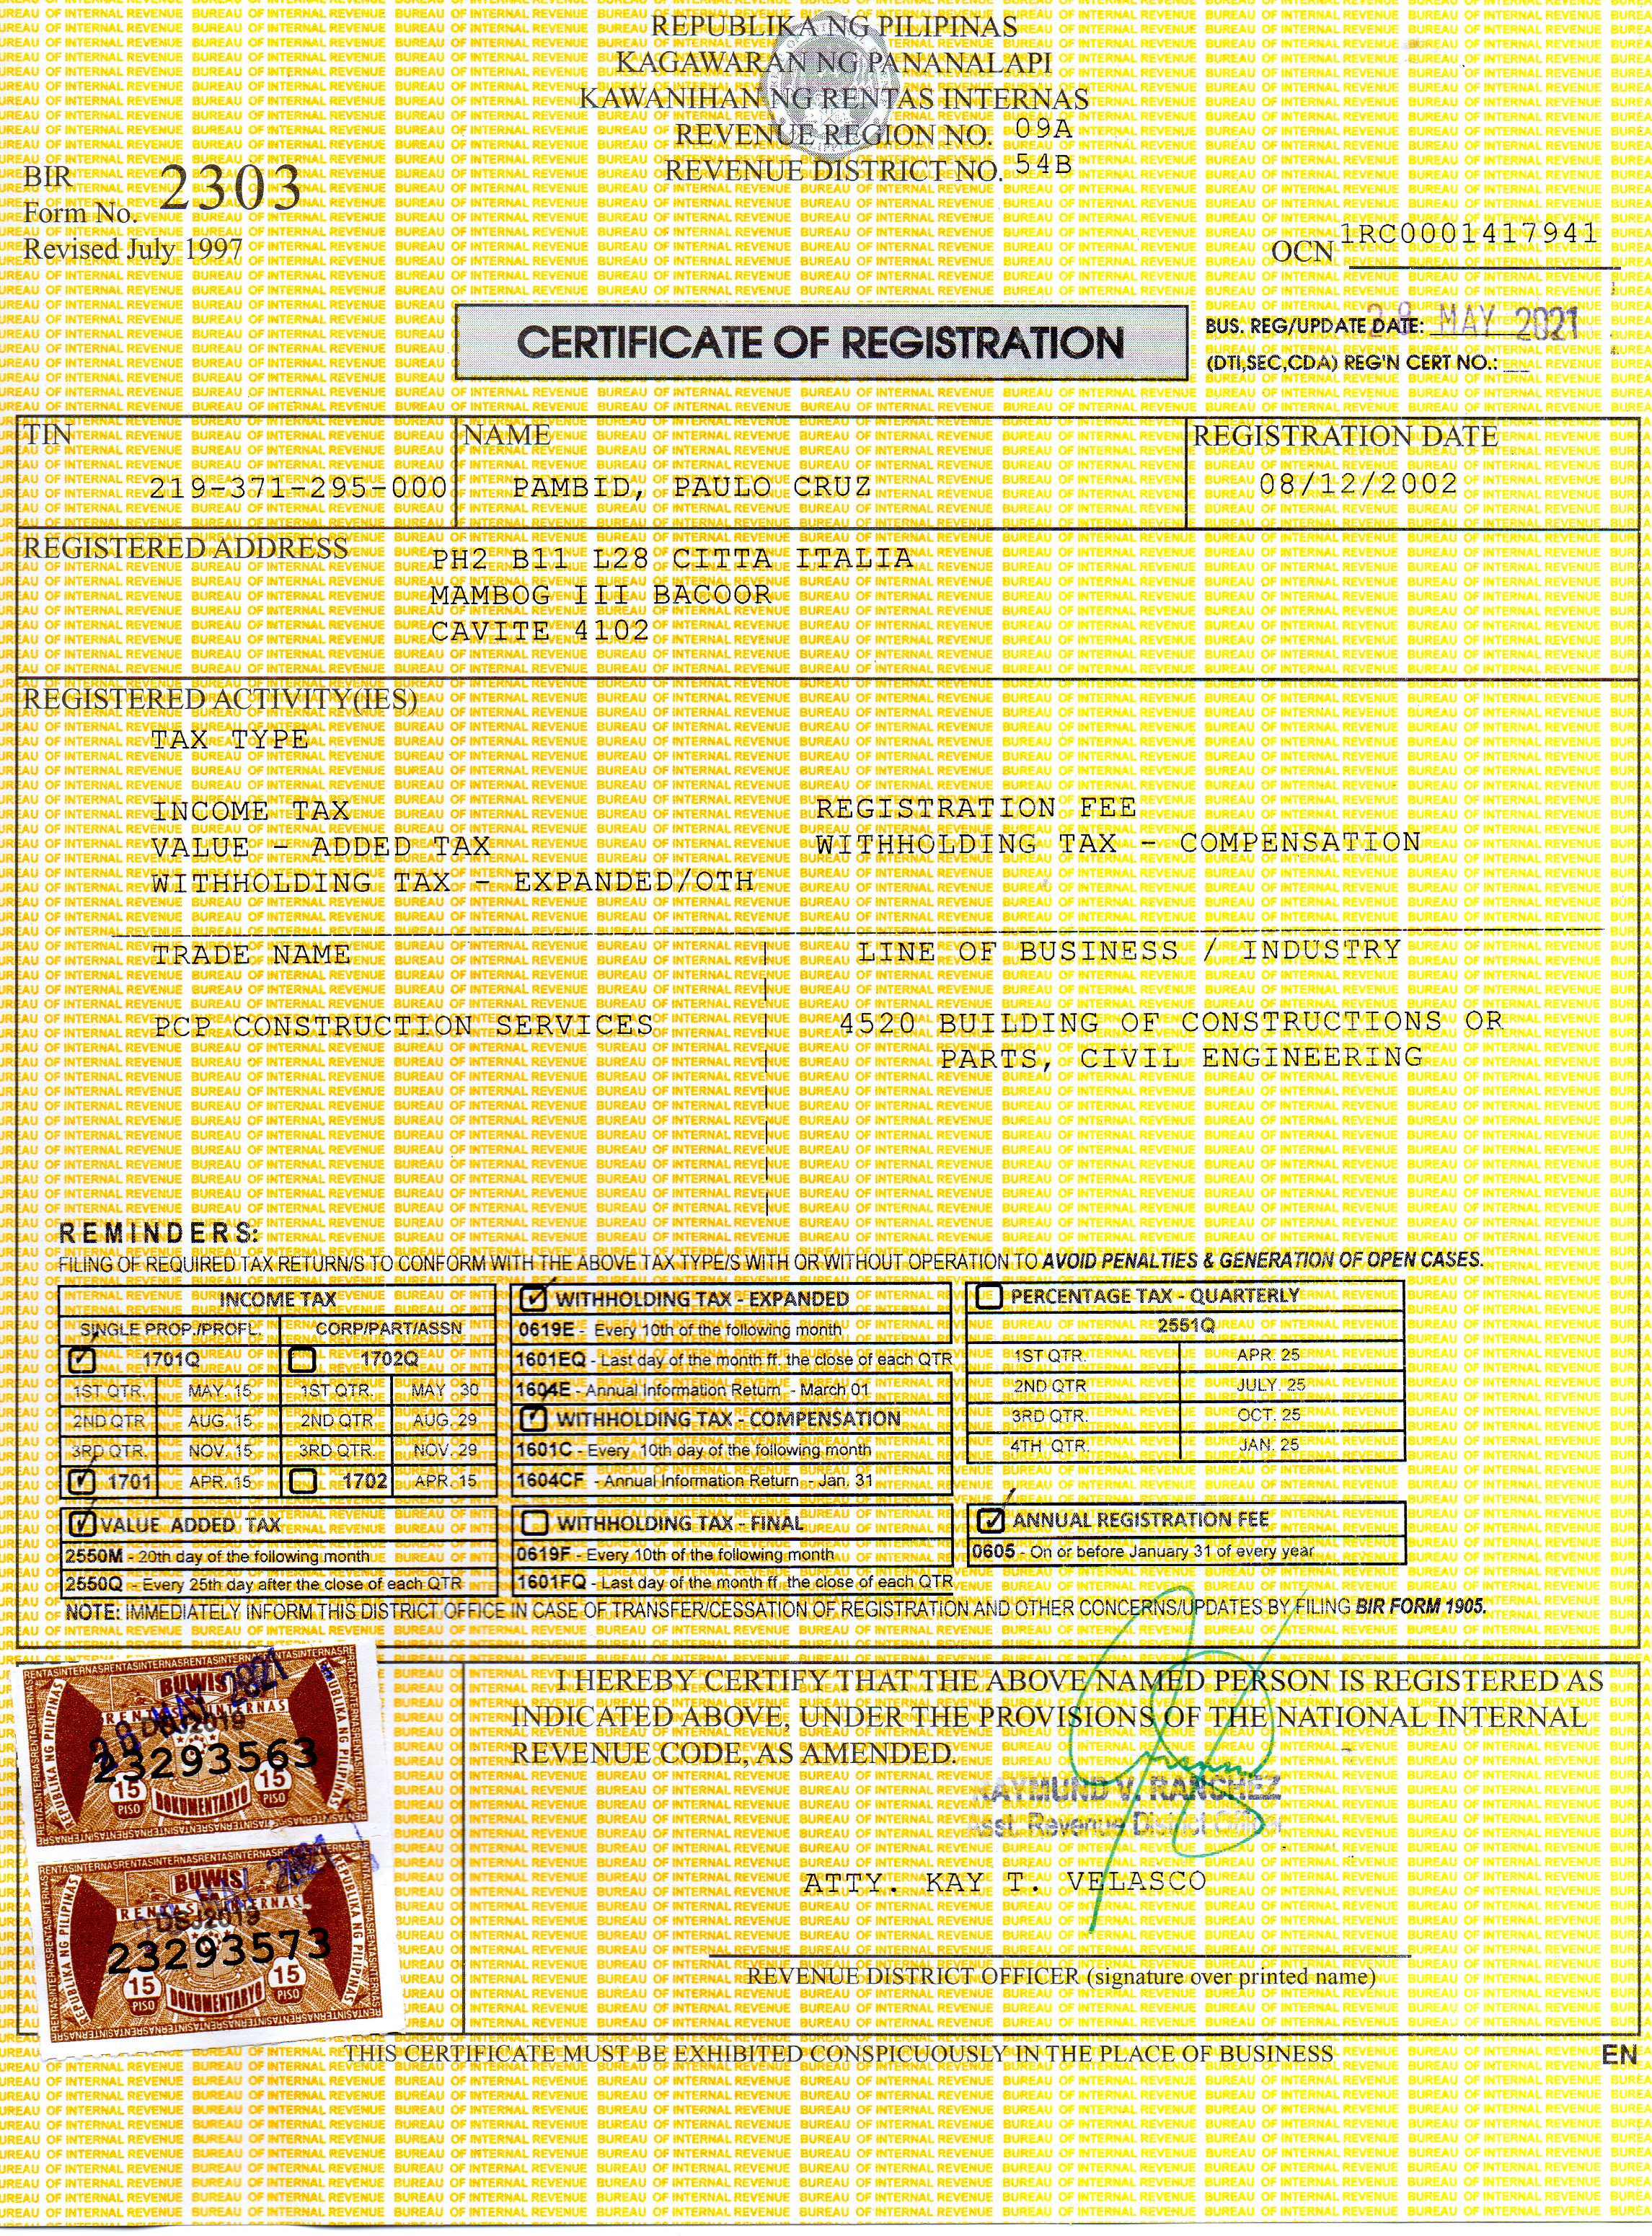 REPUBLIKA NG PILIPINAS
KAGAWARAN NG PANANALAPI
KAWANIHAN NG RENTAS INTERNAS
REVENUE REGION NO. 09A
REVENUE DISTRICT NO. 54B
BIR
Form No. 2303
Revised July 1997
OCN 1RC0001417941
CERTIFICATE OF REGISTRATION
BUS. REG/UPDATE DATE: 28 MAY 2021
(DTI,SEC,CDA) REG'N CERT NO.:
TIN NAME REGISTRATION DATE
219-371-295-000 PAMBID, PAULO CRUZ 08/12/2002
REGISTERED ADDRESS
PH2 B11 L28 CITTA ITALIA
MAMBOG III BACOOR
CAVITE 4102
REGISTERED ACTIVITY(IES)
TAX TYPE
INCOME TAX REGISTRATION FEE
VALUE - ADDED TAX WITHHOLDING TAX - COMPENSATION
WITHHOLDING TAX - EXPANDED/OTH
TRADE NAME LINE OF BUSINESS / INDUSTRY
PCP CONSTRUCTION SERVICES 4520 BUILDING OF CONSTRUCTIONS OR
PARTS, CIVIL ENGINEERING
REMINDERS:
FILING OF REQUIRED TAX RETURN/S TO CONFORM WITH THE ABOVE TAX TYPE/S WITH OR WITHOUT OPERATION TO AVOID PENALTIES & GENERATION OF OPEN CASES.
INCOME TAX
SINGLE PROP./PROFL. CORP/PART/ASSN
1701Q 1702Q
1ST QTR. MAY. 15 1ST QTR. MAY 30
2ND QTR AUG. 15 2ND QTR AUG. 29
3RD QTR. NOV. 15 3RD QTR. NOV. 29
1701 APR. 15 1702 APR. 15
VALUE ADDED TAX
2550M - 20th day of the following month
2550Q - Every 25th day after the close of each QTR
WITHHOLDING TAX - EXPANDED
0619E - Every 10th of the following month
1601EQ - Last day of the month ff. the close of each QTR
1604E - Annual Information Return - March 01
WITHHOLDING TAX - COMPENSATION
1601C - Every 10th day of the following month
1604CF - Annual Information Return - Jan. 31
WITHHOLDING TAX - FINAL
0619F - Every 10th of the following month
1601FQ - Last day of the month ff. the close of each QTR
PERCENTAGE TAX - QUARTERLY
2551Q
1ST QTR. APR. 25
2ND QTR JULY. 25
3RD QTR. OCT. 25
4TH QTR. JAN. 25
ANNUAL REGISTRATION FEE
0605 - On or before January 31 of every year
NOTE: IMMEDIATELY INFORM THIS DISTRICT OFFICE IN CASE OF TRANSFER/CESSATION OF REGISTRATION AND OTHER CONCERNS/UPDATES BY FILING BIR FORM 1905.
REPUBLIKA NG PILIPINAS
BUWIS
RENTAS INTERNAS
23293563
15 PISO DOKUMENTARYO 15 PISO
REPUBLIKA NG PILIPINAS
BUWIS
RENTAS INTERNAS
DSJ2019
23293573
15 PISO DOKUMENTARYO 15 PISO
I HEREBY CERTIFY THAT THE ABOVE NAMED PERSON IS REGISTERED AS
INDICATED ABOVE, UNDER THE PROVISIONS OF THE NATIONAL INTERNAL
REVENUE CODE, AS AMENDED.
RAYMUND V. RANCHEZ
Asst. Revenue District Officer
ATTY. KAY T. VELASCO
REVENUE DISTRICT OFFICER (signature over printed name)
THIS CERTIFICATE MUST BE EXHIBITED CONSPICUOUSLY IN THE PLACE OF BUSINESS
EN